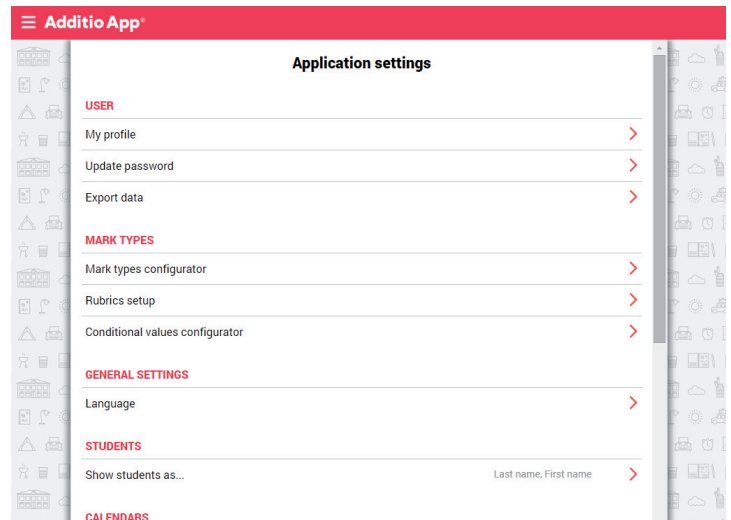 Additio App®
Application settings
USER
My profile
Update password
Export data
MARK TYPES
Mark types configurator
Rubrics setup
Conditional values configurator
GENERAL SETTINGS
Language
STUDENTS
Show students as... Last name, First name
CALENDARS